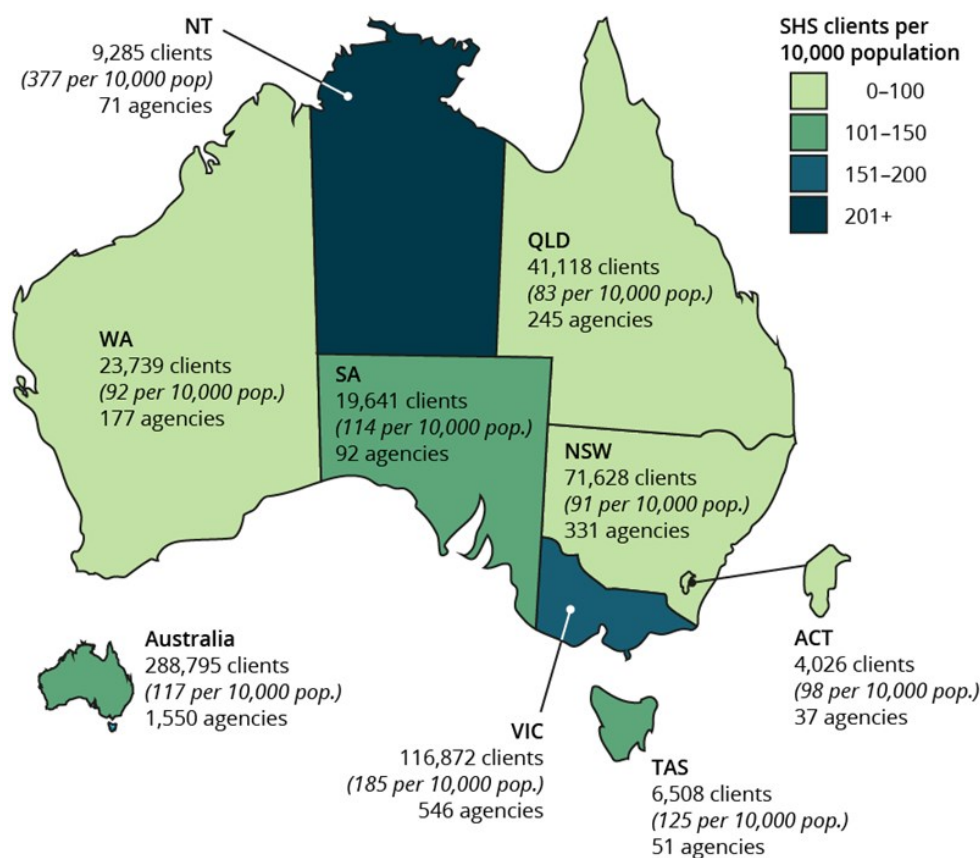 NT
9,285 clients
(377 per 10,000 pop)
71 agencies
SHS clients per
10,000 population
0–100
101–150
151–200
201+
QLD
41,118 clients
(83 per 10,000 pop.)
245 agencies
WA
23,739 clients
(92 per 10,000 pop.)
177 agencies
SA
19,641 clients
(114 per 10,000 pop.)
92 agencies
NSW
71,628 clients
(91 per 10,000 pop.)
331 agencies
Australia
288,795 clients
(117 per 10,000 pop.)
1,550 agencies
ACT
4,026 clients
(98 per 10,000 pop.)
37 agencies
VIC
116,872 clients
(185 per 10,000 pop.)
546 agencies
TAS
6,508 clients
(125 per 10,000 pop.)
51 agencies